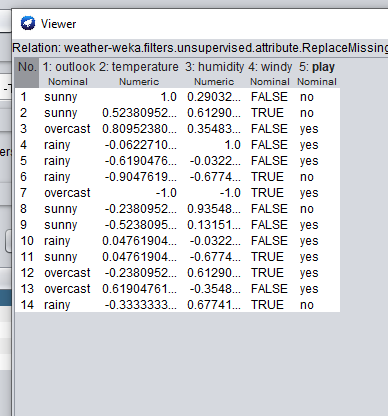 Viewer
Relation: weather-weka.filters.unsupervised.attribute.ReplaceMissing
No. 1: outlook 2: temperature 3: humidity 4: windy 5: play
Nominal Numeric Numeric Nominal Nominal
1 sunny 1.0 0.29032... FALSE no
2 sunny 0.52380952... 0.61290... TRUE no
3 overcast 0.80952380... 0.35483... FALSE yes
4 rainy -0.0622710... 1.0 FALSE yes
5 rainy -0.6190476... -0.0322... FALSE yes
6 rainy -0.9047619... -0.6774... TRUE no
7 overcast -1.0 -1.0 TRUE yes
8 sunny -0.2380952... 0.93548... FALSE no
9 sunny -0.5238095... 0.13151... FALSE yes
10 rainy 0.04761904... -0.0322... FALSE yes
11 sunny 0.04761904... -0.6774... TRUE yes
12 overcast -0.2380952... 0.61290... TRUE yes
13 overcast 0.61904761... -0.3548... FALSE yes
14 rainy -0.3333333... 0.67741... TRUE no